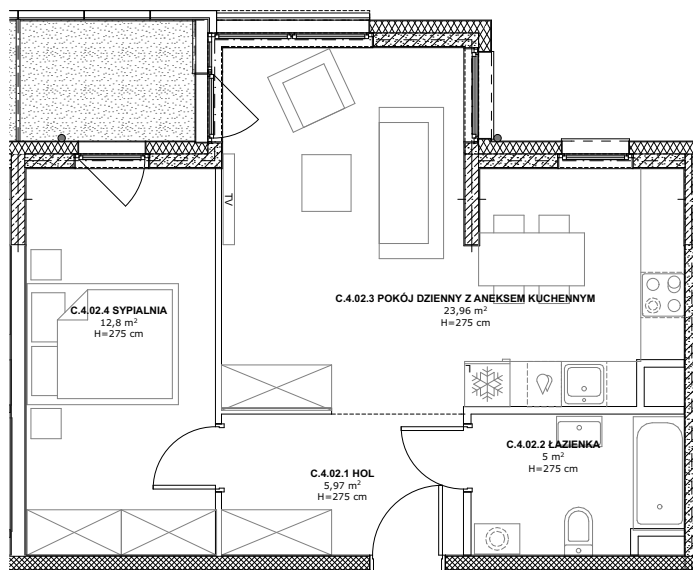 TV
C.4.02.3 POKÓJ DZIENNY Z ANEKSEM KUCHENNYM
23,96 m²
H=275 cm
C.4.02.4 SYPIALNIA
12,8 m²
H=275 cm
C.4.02.2 ŁAZIENKA
5 m²
H=275 cm
C.4.02.1 HOL
5,97 m²
H=275 cm